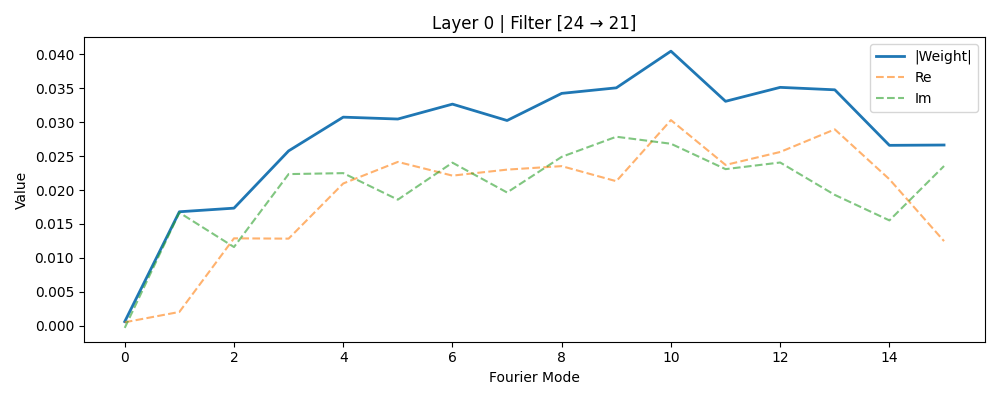 Layer 0 | Filter [24 → 21]
|Weight|
Re
Im
Value
0.040
0.035
0.030
0.025
0.020
0.015
0.010
0.005
0.000
0 2 4 6 8 10 12 14
Fourier Mode